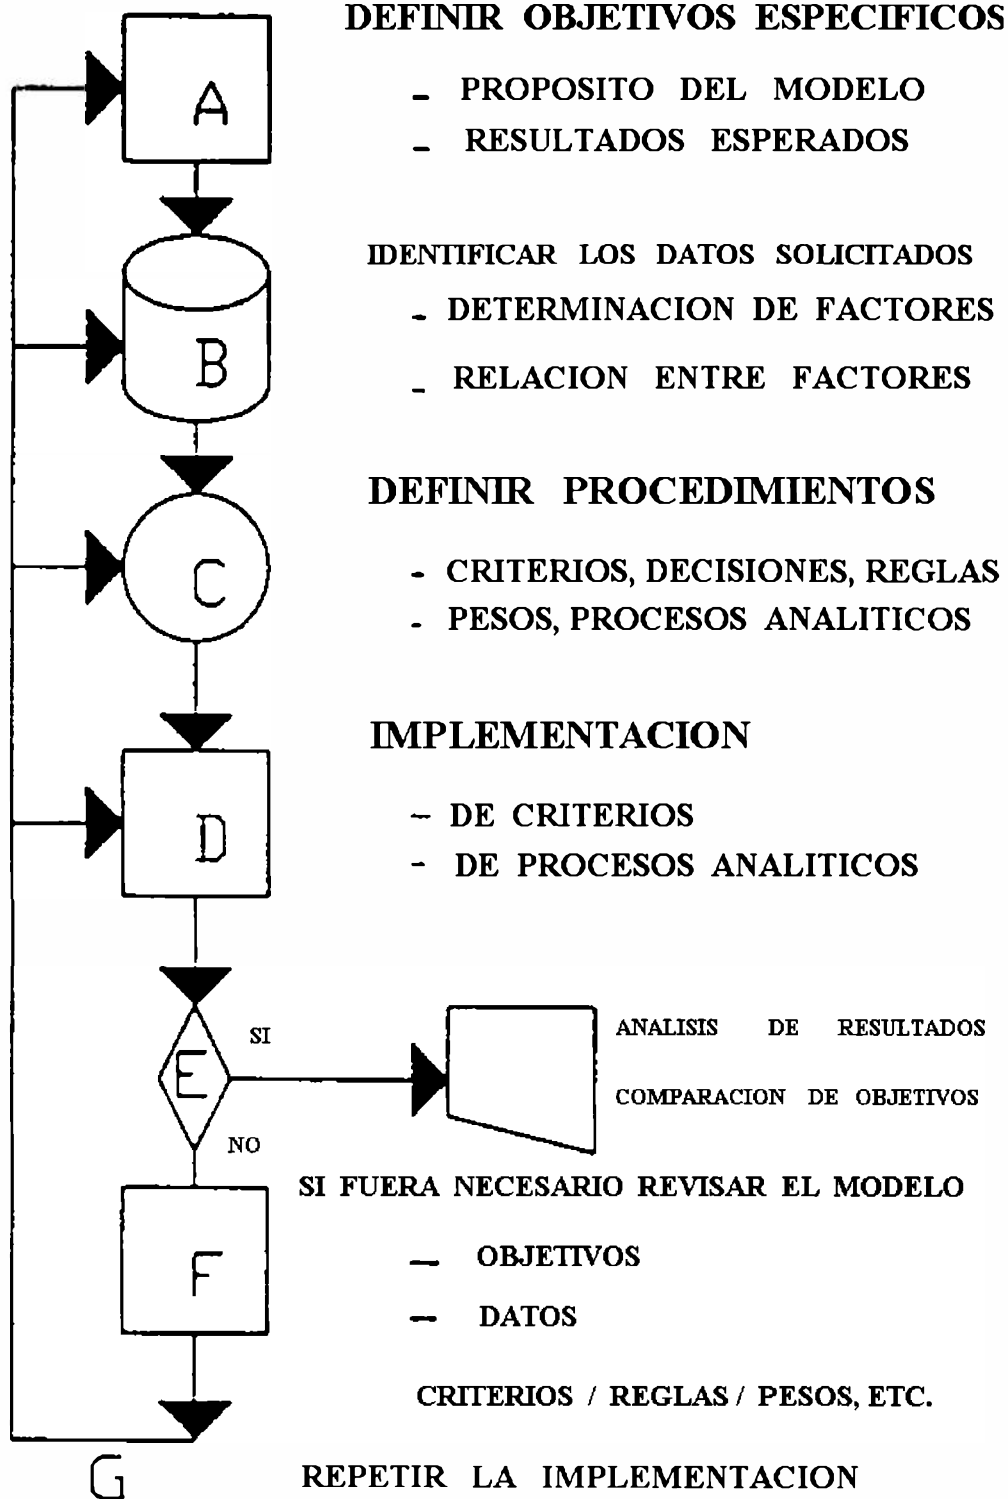 DEFINIR OBJETIVOS ESPECIFICOS
A
- PROPOSITO DEL MODELO
- RESULTADOS ESPERADOS
IDENTIFICAR LOS DATOS SOLICITADOS
- DETERMINACION DE FACTORES
B
- RELACION ENTRE FACTORES
DEFINIR PROCEDIMIENTOS
C
- CRITERIOS, DECISIONES, REGLAS
- PESOS, PROCESOS ANALITICOS
IMPLEMENTACION
D
- DE CRITERIOS
- DE PROCESOS ANALITICOS
E
SI
ANALISIS DE RESULTADOS
COMPARACION DE OBJETIVOS
NO
SI FUERA NECESARIO REVISAR EL MODELO
F
- OBJETIVOS
- DATOS
CRITERIOS / REGLAS / PESOS, ETC.
G
REPETIR LA IMPLEMENTACION